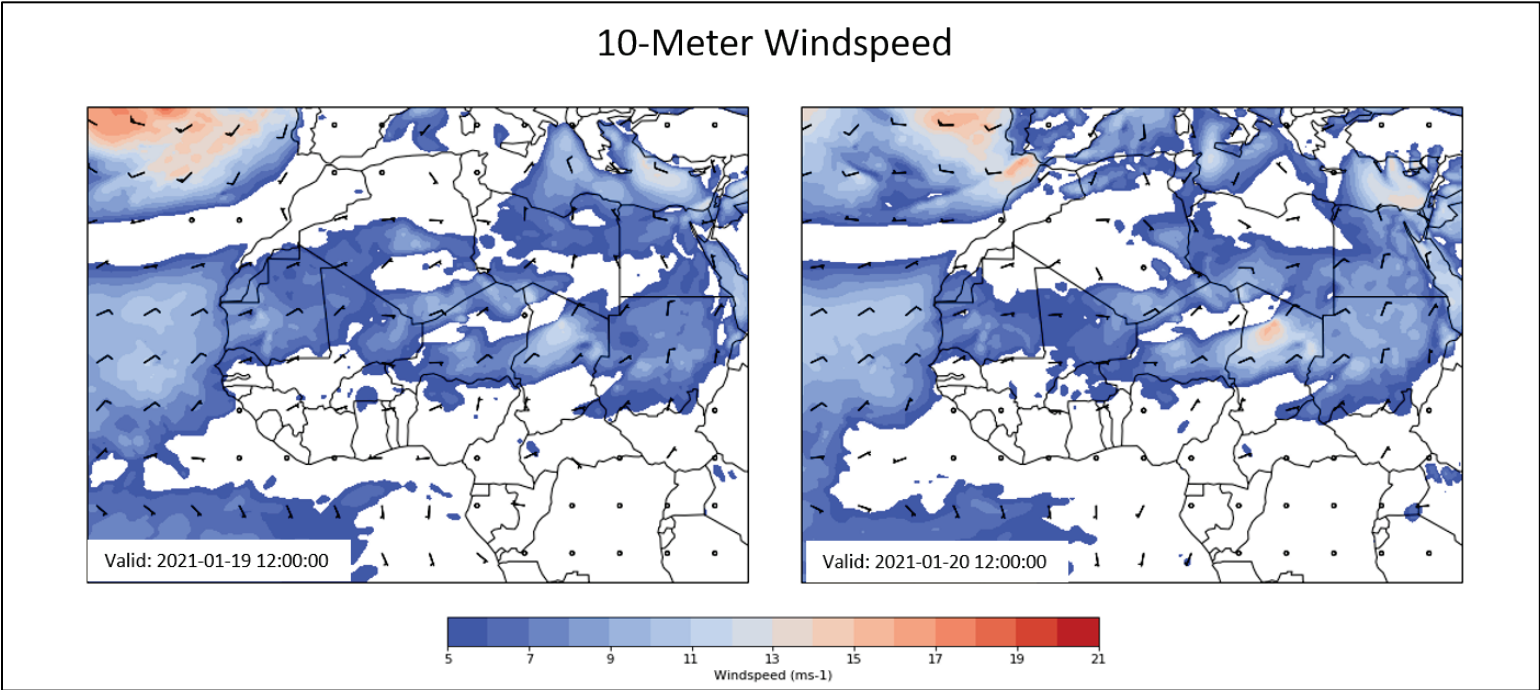 10-Meter Windspeed
Valid: 2021-01-19 12:00:00
Valid: 2021-01-20 12:00:00
5 7 9 11 13 15 17 19 21
Windspeed (ms-1)